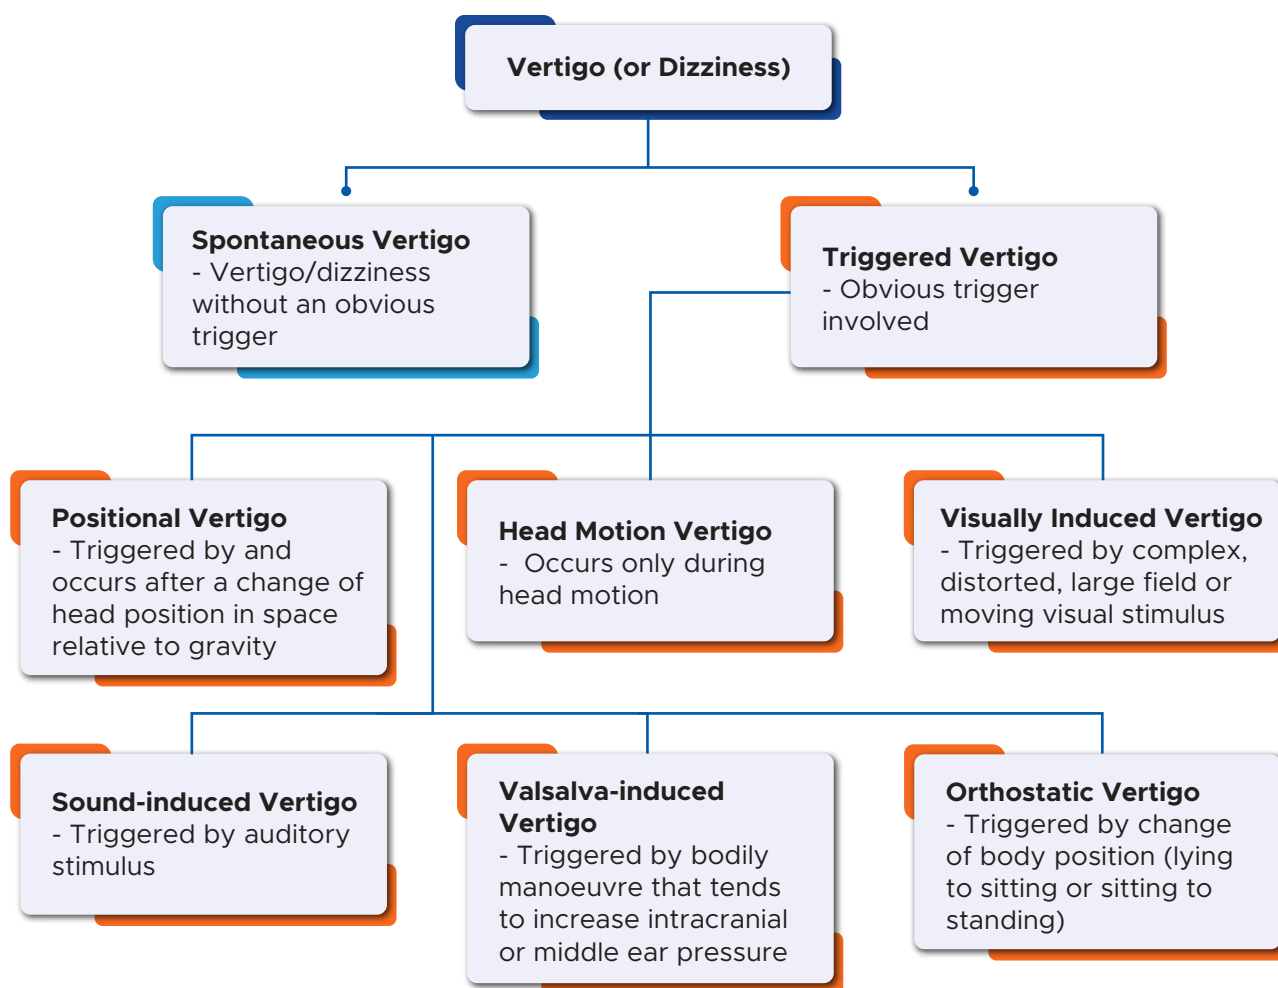 Vertigo (or Dizziness)
Spontaneous Vertigo
- Vertigo/dizziness
without an obvious
trigger
Triggered Vertigo
- Obvious trigger
involved
Positional Vertigo
- Triggered by and
occurs after a change of
head position in space
relative to gravity
Head Motion Vertigo
-  Occurs only during
head motion
Visually Induced Vertigo
- Triggered by complex,
distorted, large field or
moving visual stimulus
Sound-induced Vertigo
- Triggered by auditory
stimulus
Valsalva-induced
Vertigo
- Triggered by bodily
manoeuvre that tends
to increase intracranial
or middle ear pressure
Orthostatic Vertigo
- Triggered by change
of body position (lying
to sitting or sitting to
standing)